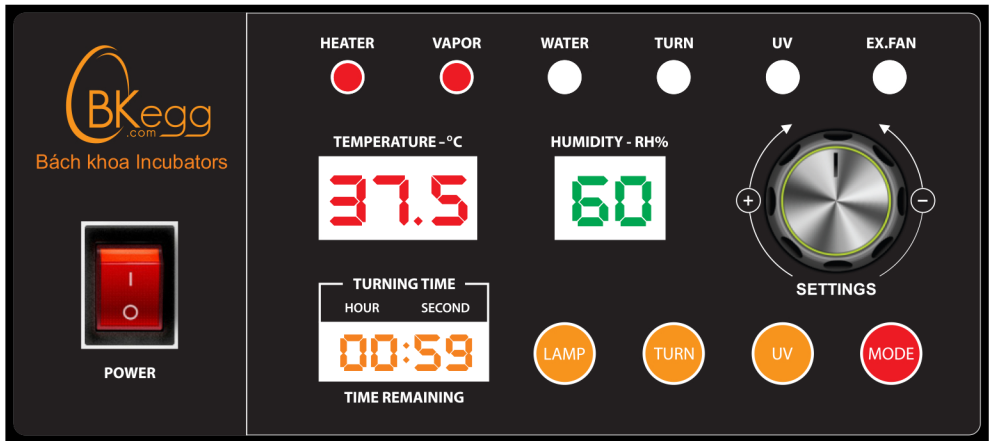 BKegg
.com
Bách khoa Incubators
I
O
POWER
HEATER VAPOR WATER TURN UV EX.FAN
TEMPERATURE - °C HUMIDITY - RH%
37.5 60
+ −
SETTINGS
TURNING TIME
HOUR SECOND
00:59
TIME REMAINING
LAMP TURN UV MODE